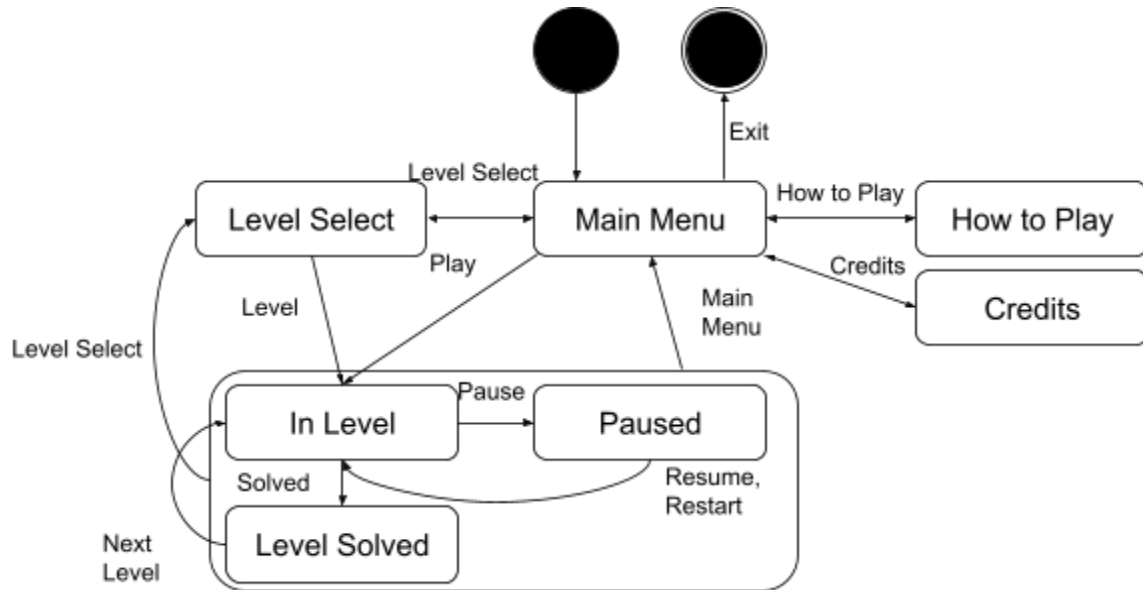 Exit
Level Select
How to Play
Level Select
Main Menu
How to Play
Play
Credits
Level
Main
Menu
Credits
Level Select
Pause
In Level
Paused
Solved
Resume,
Restart
Level Solved
Next
Level